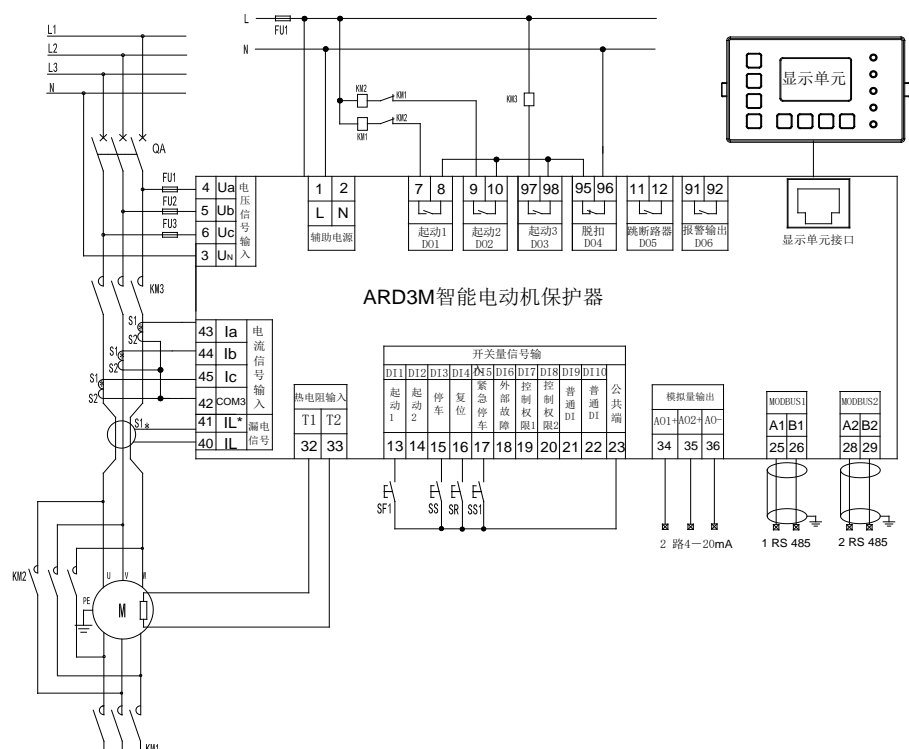 L1
L2
L3
N
QA
L
FU1
N
KM2
KM1
KM1
KM2
KM3
显示单元
显示单元接口
FU1
FU2
FU3
4 Ua
5 Ub
6 Uc
3 UN
电压信号输入
1 2
L N
辅助电源
7 8
起动1
DO1
9 10
起动2
DO2
97 98
起动3
DO3
95 96
脱扣
DO4
11 12
跳断路器
DO5
91 92
报警输出
DO6
ARD3M智能电动机保护器
KM3
S1*
S2
S1*
S2
S1*
S2
S1*
43 Ia
44 Ib
45 Ic
42 COM3
电流信号输入
41 IL*
40 IL
漏电信号
热电阻输入
T1 T2
32 33
开关量信号输入
DI1 DI2 DI3 DI4 DI5 DI6 DI7 DI8 DI9 DI10
起动1 起动2 停车 复位 紧急停车 外部故障 控制权限1 控制权限2 普通DI 普通DI 公共端
13 14 15 16 17 18 19 20 21 22 23
SF1 SS SR SS1
模拟量输出
AO1+ AO2+ AO-
34 35 36
2 路4－20mA
MODBUS1
A1 B1
25 26
1 RS 485
MODBUS2
A2 B2
28 29
2 RS 485
KM2
U V W
PE
M
KM1